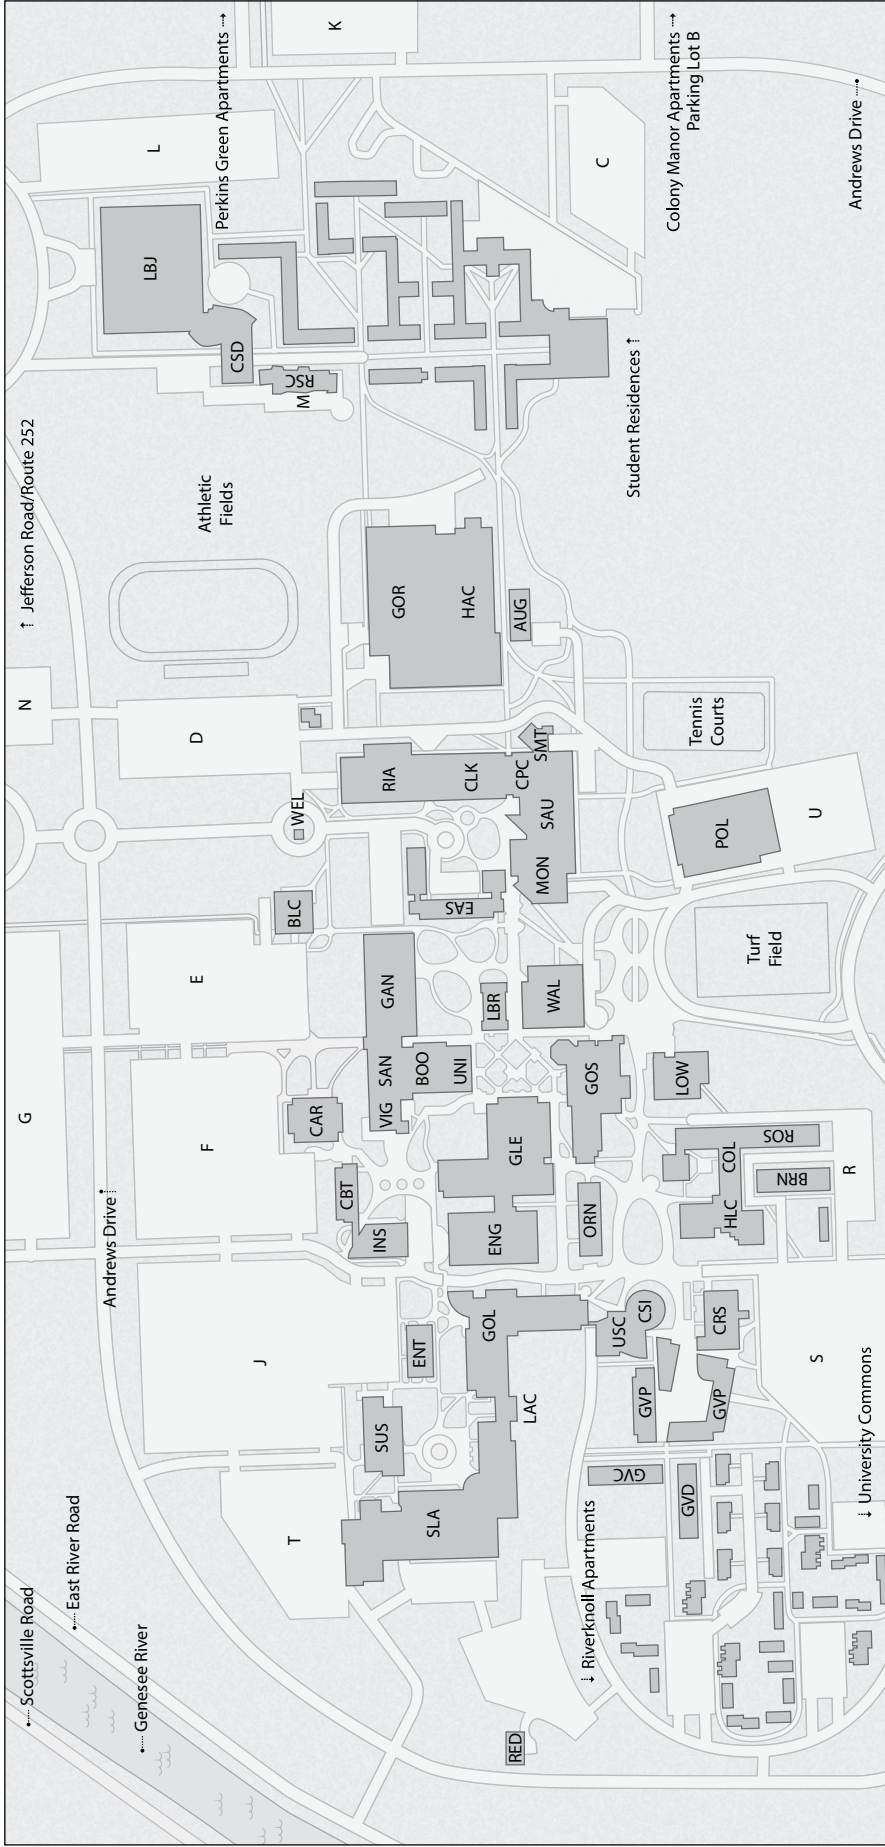 Scottsville Road
East River Road
Genesee River
Andrews Drive
Jefferson Road/Route 252
Perkins Green Apartments
Colony Manor Apartments
Parking Lot B
Andrews Drive
Student Residences
Riverknoll Apartments
University Commons
Athletic
Fields
Tennis
Courts
Turf
Field
G
N
L
K
T
J
F
E
D
M
C
S
R
U
LBJ
CSD
RSC
WEL
BLC
CAR
CBT
INS
ENT
SUS
SLA
GOL
LAC
RED
ENG
GLE
VIG
SAN
GAN
BOO
UNI
LBR
EAS
RIA
CLK
CPC
SMT
SAU
MON
WAL
GOR
HAC
AUG
GOS
ORN
LOW
POL
COL
ROS
BRN
HLC
USC
CSI
CRS
GVP
GVP
GVC
GVD